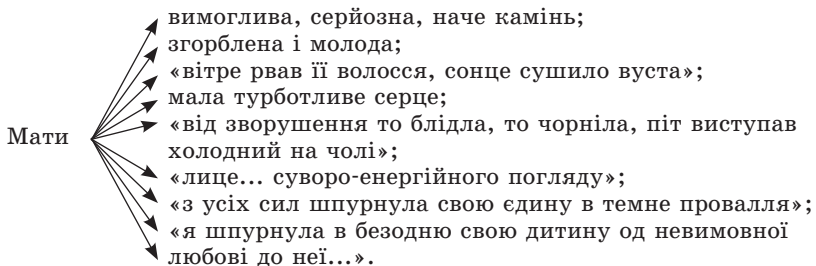 вимоглива, серйозна, наче камінь;
згорблена і молода;
«вітре рвав її волосся, сонце сушило вуста»;
мала турботливе серце;
Мати
«від зворушення то блідла, то чорніла, піт виступав
холодний на чолі»;
«лице... суворо-енергійного погляду»;
«з усіх сил шпурнула свою єдину в темне провалля»;
«я шпурнула в безодню свою дитину од невимовної
любові до неї...».